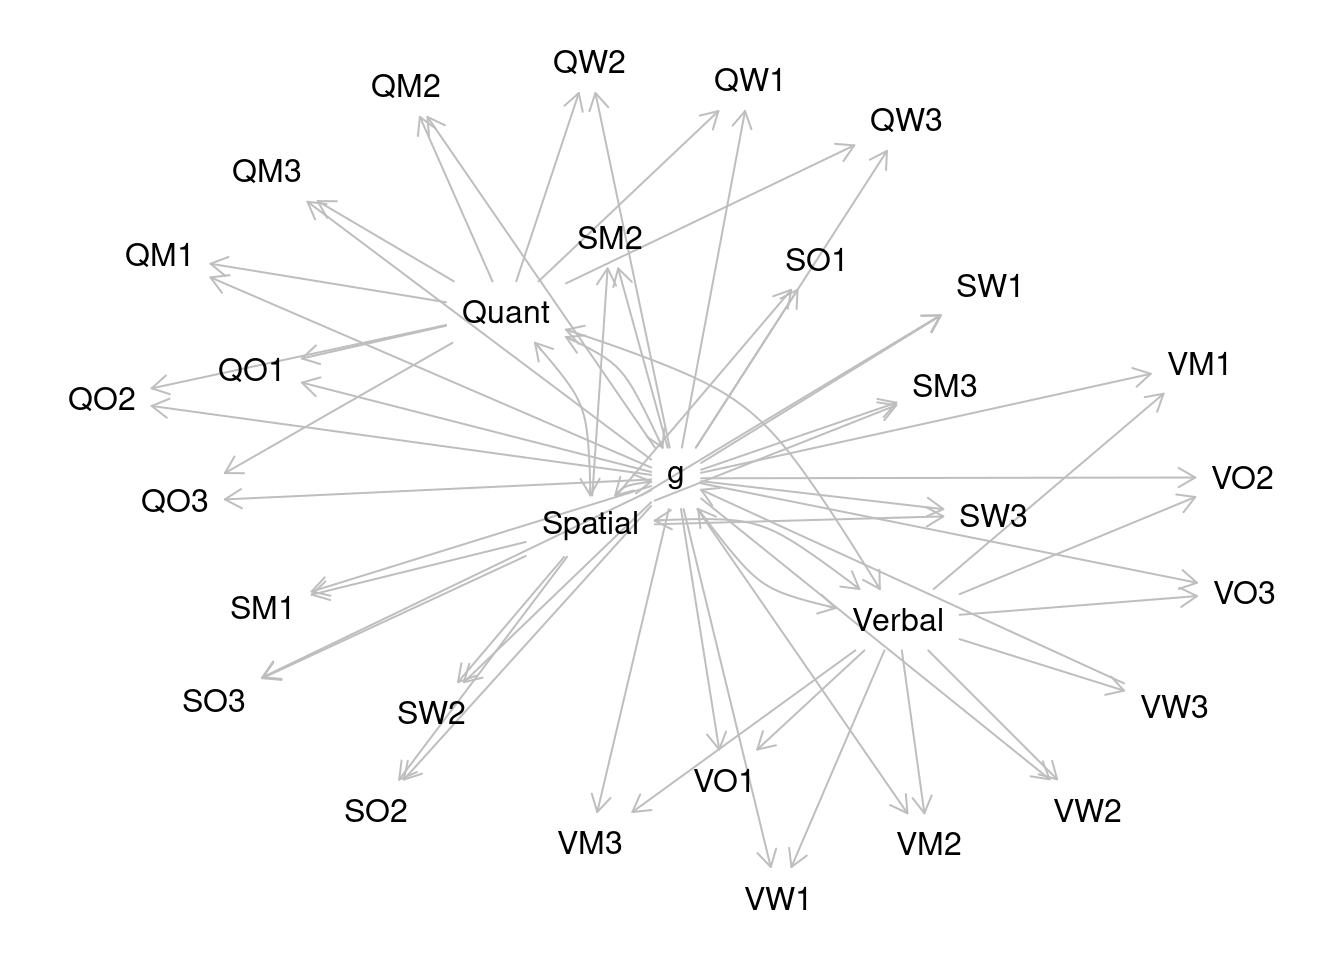 QW2
QW1
QM2
QW3
QM3
SM2
QM1
SO1
SW1
Quant
VM1
QO1
SM3
QO2
g
VO2
QO3
SW3
Spatial
VO3
SM1
Verbal
SO3
VW3
SW2
VO1
SO2
VW2
VM3
VM2
VW1